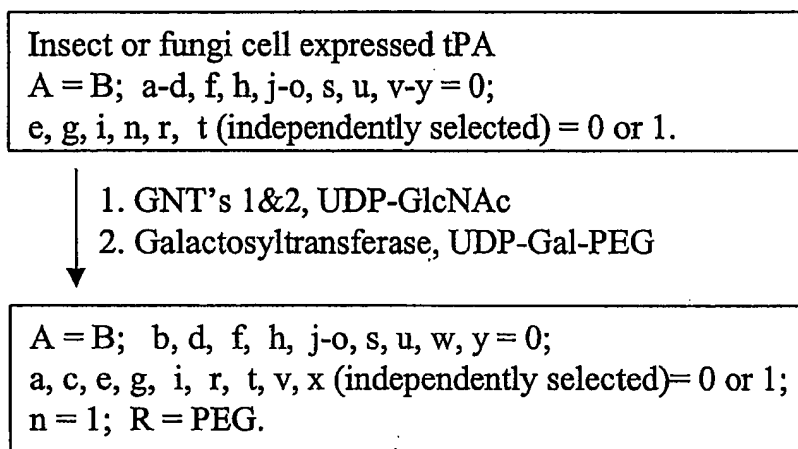 Insect or fungi cell expressed tPA
A = B; a-d, f, h, j-o, s, u, v-y = 0;
e, g, i, n, r, t (independently selected) = 0 or 1.
1. GNT's 1&2, UDP-GlcNAc
2. Galactosyltransferase, UDP-Gal-PEG
A = B; b, d, f, h, j-o, s, u, w, y = 0;
a, c, e, g, i, r, t, v, x (independently selected)= 0 or 1;
n = 1; R = PEG.